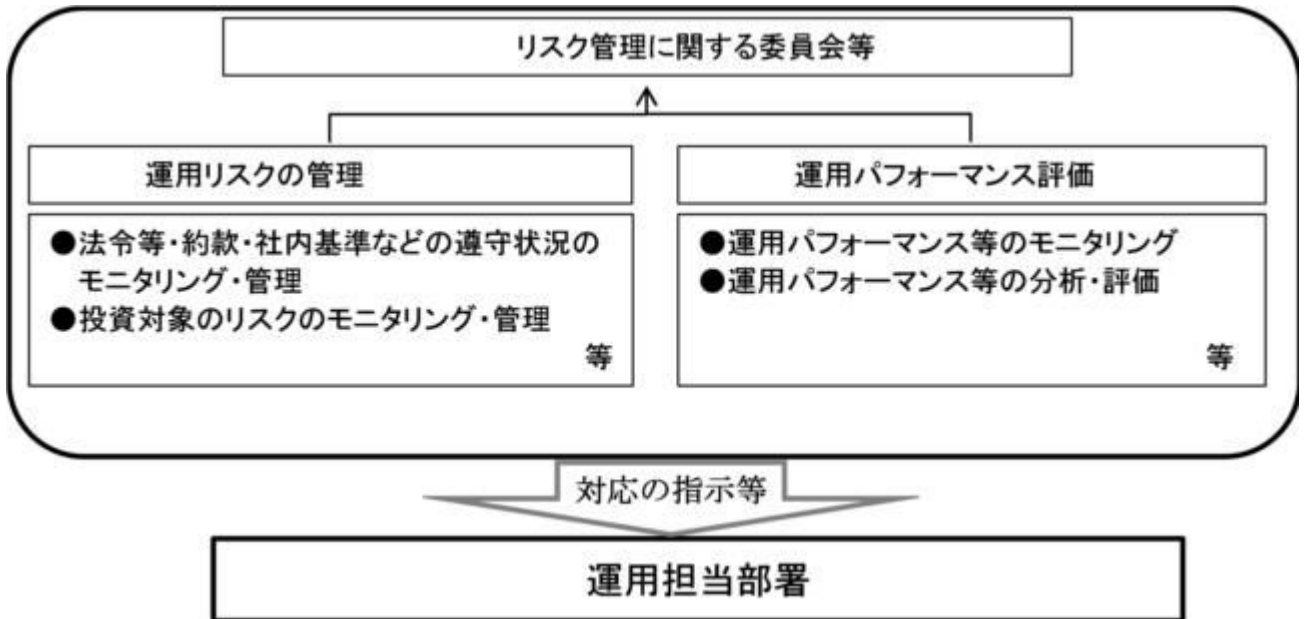 リスク管理に関する委員会等
運用リスクの管理
●法令等・約款・社内基準などの遵守状況の
モニタリング・管理
●投資対象のリスクのモニタリング・管理
等
運用パフォーマンス評価
●運用パフォーマンス等のモニタリング
●運用パフォーマンス等の分析・評価
等
対応の指示等
運用担当部署